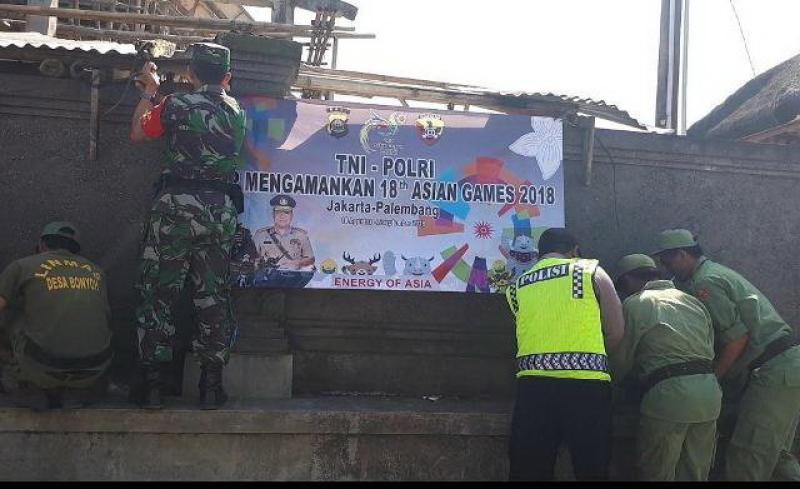 TNI - POLRI
MENGAMANKAN 18th ASIAN GAMES 2018
Jakarta-Palembang
ENERGY OF ASIA
LINMAS
DESA BONYOH
POLISI